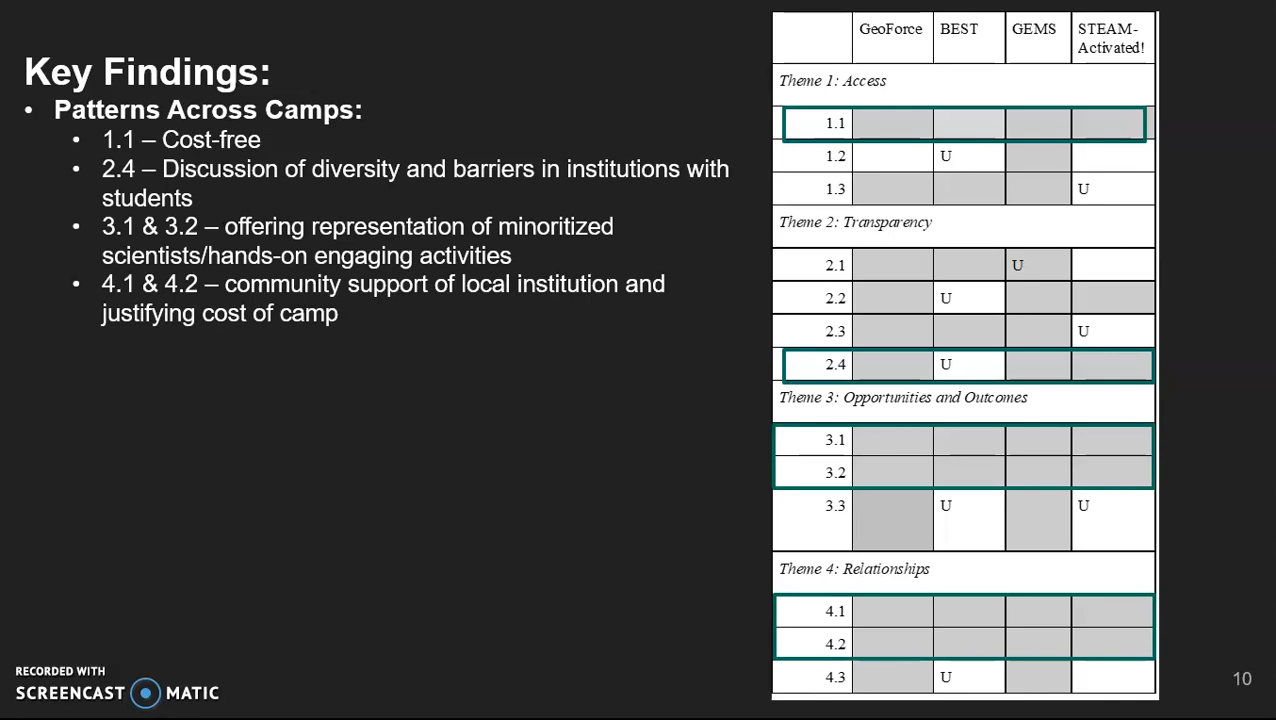 Key Findings:
• Patterns Across Camps:
• 1.1 – Cost-free
• 2.4 – Discussion of diversity and barriers in institutions with
students
• 3.1 & 3.2 – offering representation of minoritized
scientists/hands-on engaging activities
• 4.1 & 4.2 – community support of local institution and
justifying cost of camp
GeoForce BEST GEMS STEAM-
Activated!
Theme 1: Access
1.1
1.2 U
1.3 U
Theme 2: Transparency
2.1 U
2.2 U
2.3 U
2.4 U
Theme 3: Opportunities and Outcomes
3.1
3.2
3.3 U U
Theme 4: Relationships
4.1
4.2
4.3 U
RECORDED WITH
SCREENCAST MATIC
10